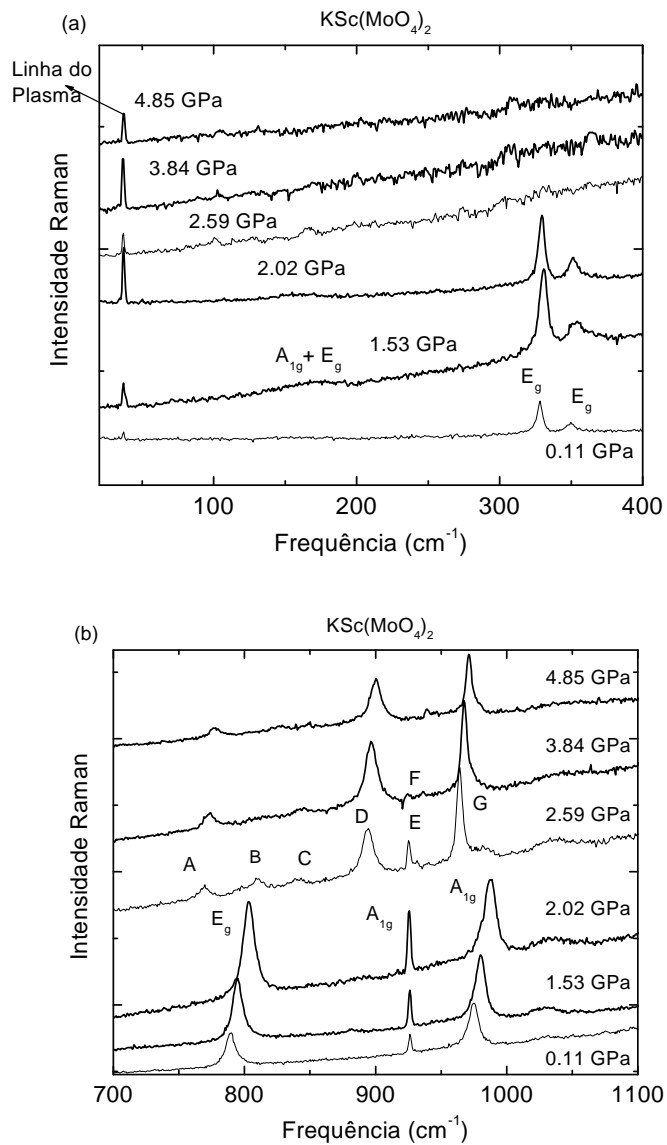 (a)
KSc(MoO₄)₂
Linha do
Plasma
4.85 GPa
3.84 GPa
2.59 GPa
2.02 GPa
1.53 GPa
A₁g+ Eg
Eg
Eg
0.11 GPa
Intensidade Raman
100
200
300
400
Frequência (cm⁻¹)
(b)
KSc(MoO₄)₂
4.85 GPa
3.84 GPa
F
D
E
G
2.59 GPa
A
B
C
Eg
A₁g
A₁g
2.02 GPa
1.53 GPa
0.11 GPa
Intensidade Raman
700
800
900
1000
1100
Frequência (cm⁻¹)